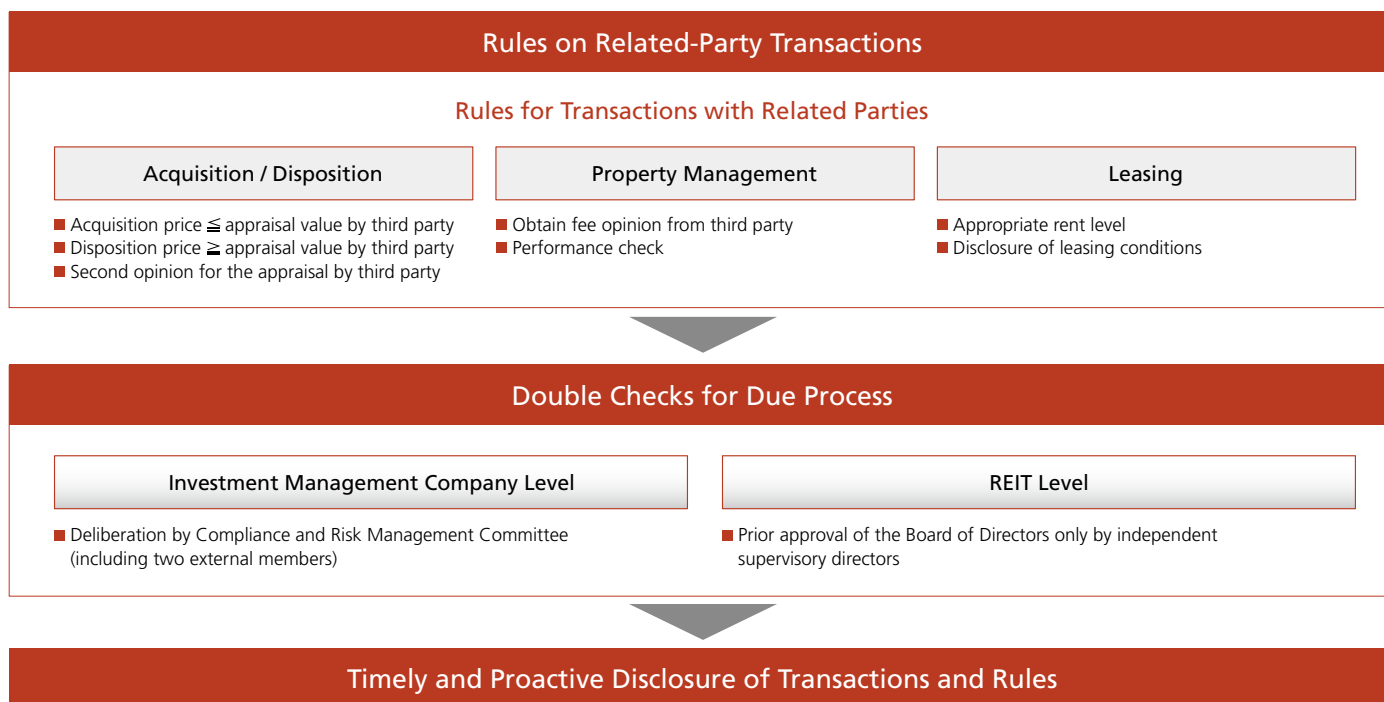 Rules on Related-Party Transactions
Rules for Transactions with Related Parties
Acquisition / Disposition
■ Acquisition price ≦ appraisal value by third party
■ Disposition price ≧ appraisal value by third party
■ Second opinion for the appraisal by third party
Property Management
■ Obtain fee opinion from third party
■ Performance check
Leasing
■ Appropriate rent level
■ Disclosure of leasing conditions
Double Checks for Due Process
Investment Management Company Level
■ Deliberation by Compliance and Risk Management Committee
(including two external members)
REIT Level
■ Prior approval of the Board of Directors only by independent
supervisory directors
Timely and Proactive Disclosure of Transactions and Rules